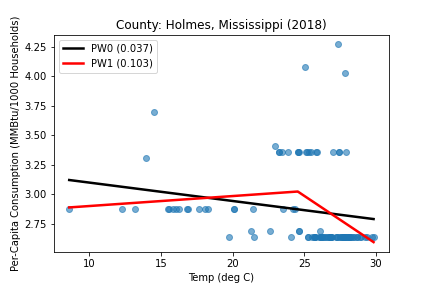 County: Holmes, Mississippi (2018)
PW0 (0.037)
PW1 (0.103)
Per-Capita Consumption (MMBtu/1000 Households)
4.25
4.00
3.75
3.50
3.25
3.00
2.75
10 15 20 25 30
Temp (deg C)